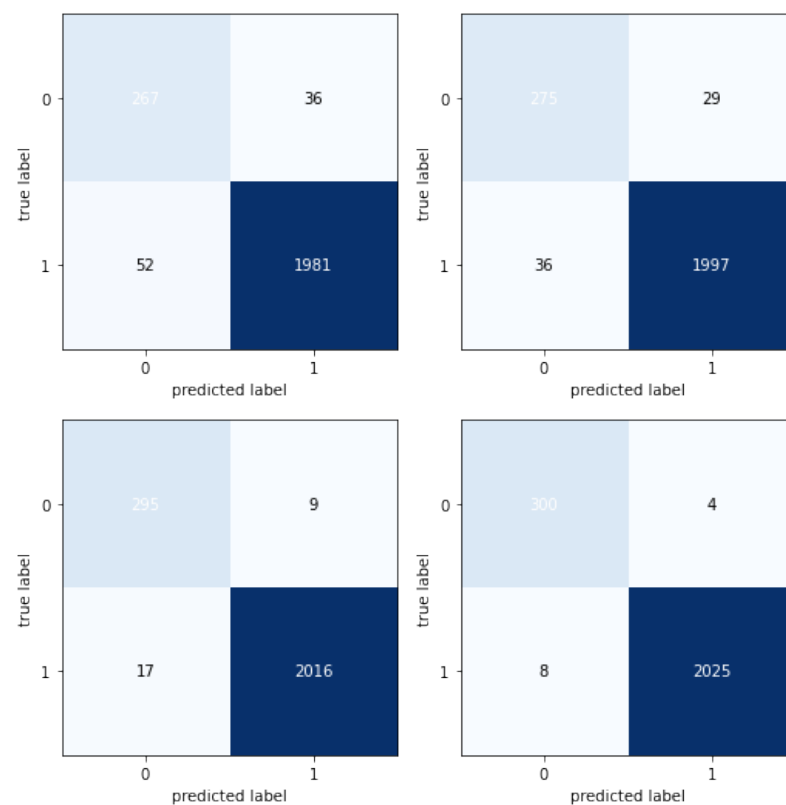 0 267 36
true label
1 52 1981
0 1
predicted label
0 275 29
true label
1 36 1997
0 1
predicted label
0 295 9
true label
1 17 2016
0 1
predicted label
0 300 4
true label
1 8 2025
0 1
predicted label